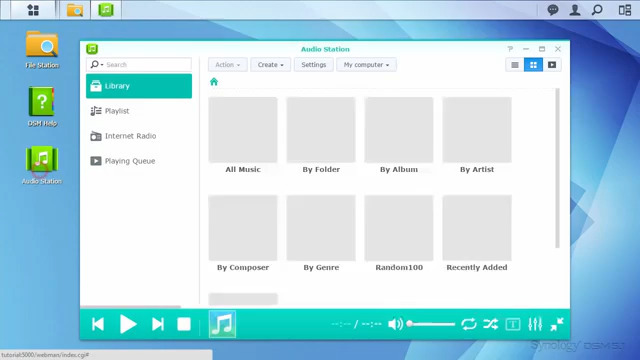 Audio Station
Search
Action
Create
Settings
My computer
Library
Playlist
Internet Radio
Playing Queue
All Music
By Folder
By Album
By Artist
By Composer
By Genre
Random100
Recently Added
--:-- / --:--
File Station
DSM Help
Audio Station
Synology DSM 5.1
tutorial:5000/webman/index.cgi#